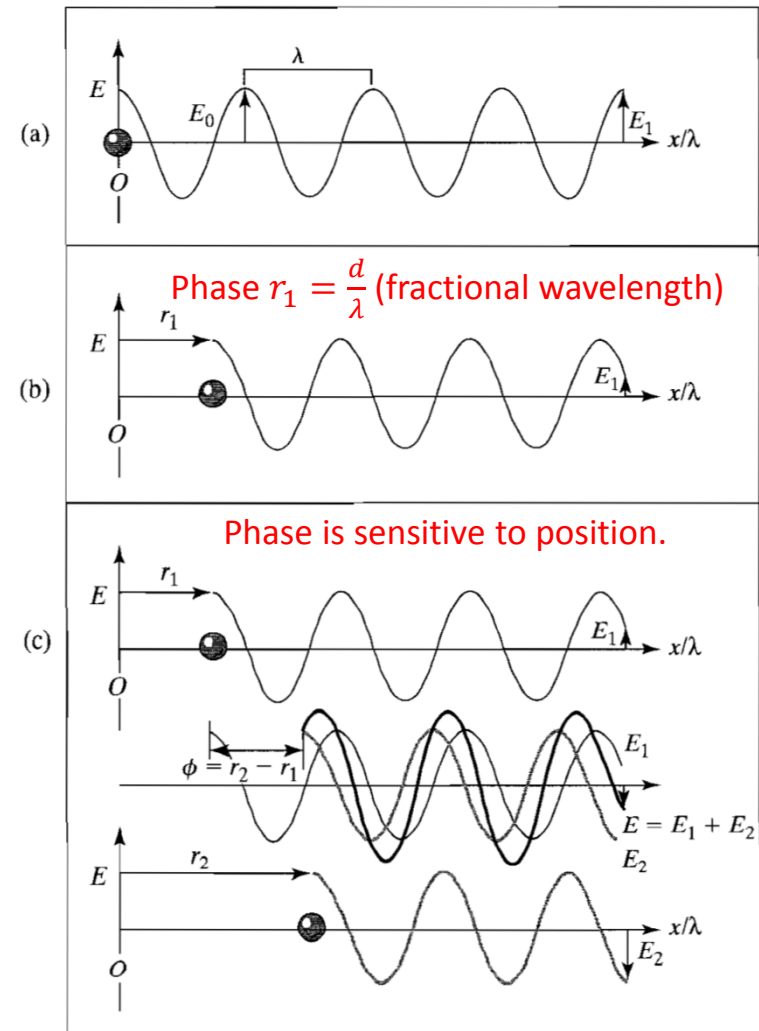 (a)
λ
E
E₀
E₁
x/λ
O
Phase r₁ = d/λ (fractional wavelength)
r₁
(b)
E
E₁
x/λ
O
Phase is sensitive to position.
r₁
(c)
E
E₁
x/λ
O
E₁
ϕ = r₂ − r₁
E = E₁ + E₂
E₂
r₂
E
x/λ
E₂
O